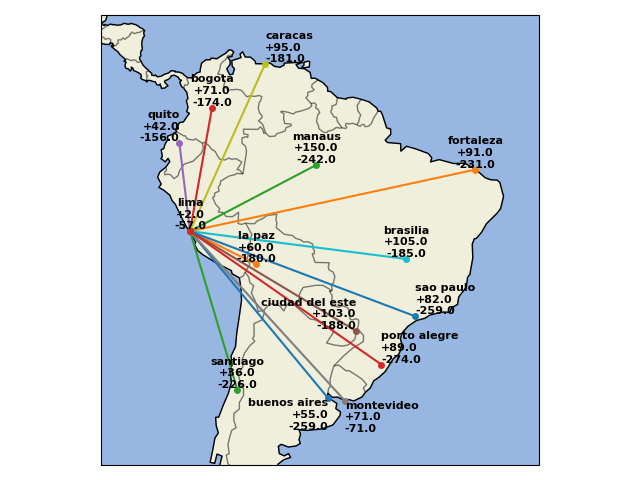 caracas
+95.0
-181.0
bogota
+71.0
-174.0
quito
+42.0
-156.0
manaus
+150.0
-242.0
fortaleza
+91.0
-231.0
lima
+2.0
-57.0
la paz
+60.0
-180.0
brasilia
+105.0
-185.0
sao paulo
+82.0
-259.0
ciudad del este
+103.0
-188.0
porto alegre
+89.0
-274.0
santiago
+36.0
-226.0
buenos aires
+55.0
-259.0
montevideo
+71.0
-71.0